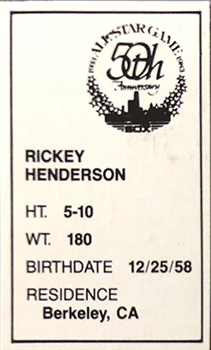 1933 ALL STAR GAME 1983
50th
Anniversary
SOX
RICKEY
HENDERSON
HT. 5-10
WT. 180
BIRTHDATE 12/25/58
RESIDENCE
Berkeley, CA